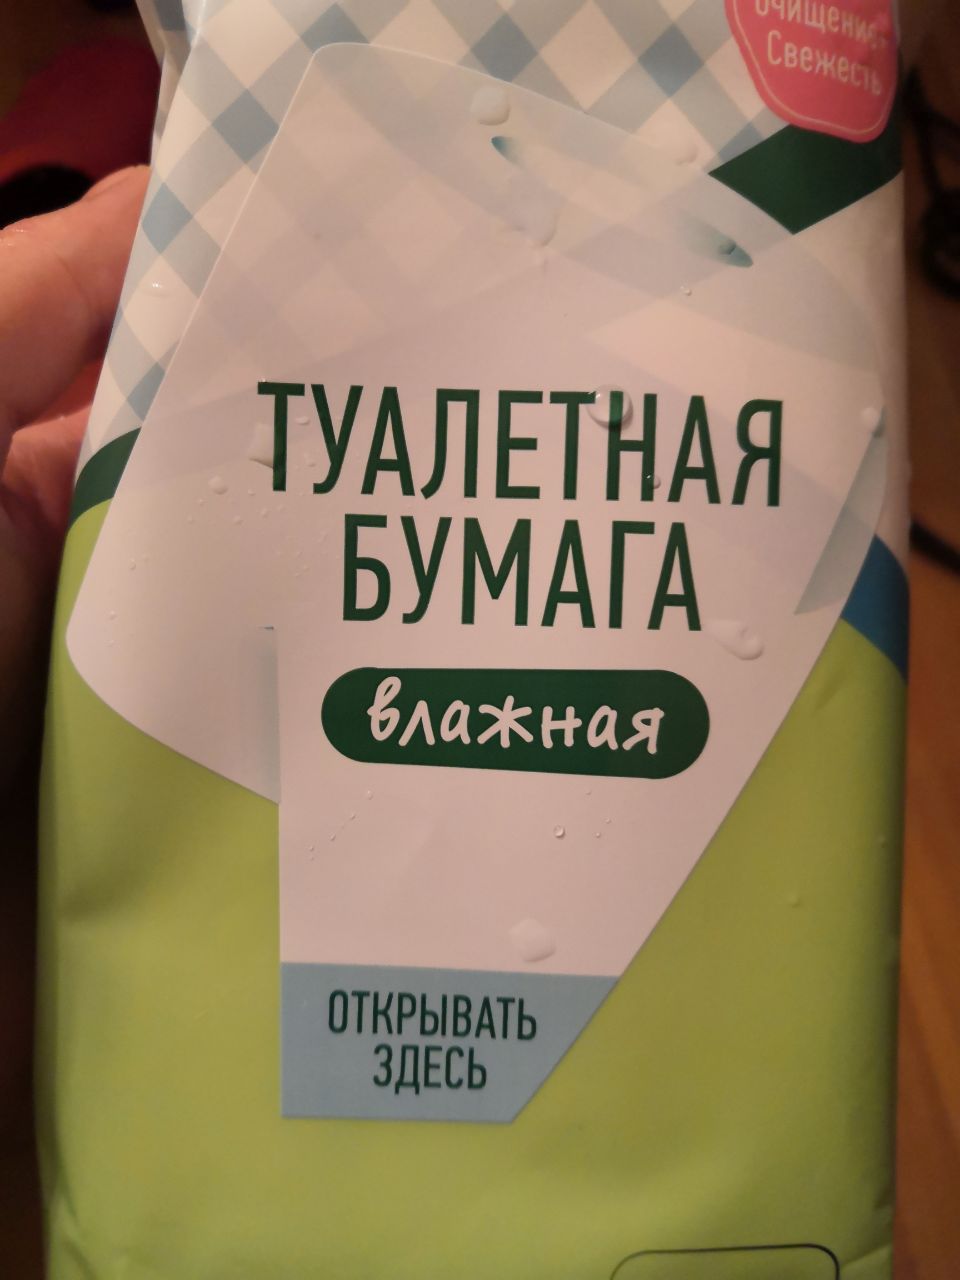 очищение
Свежесть
ТУАЛЕТНАЯ
БУМАГА
влажная
ОТКРЫВАТЬ
ЗДЕСЬ